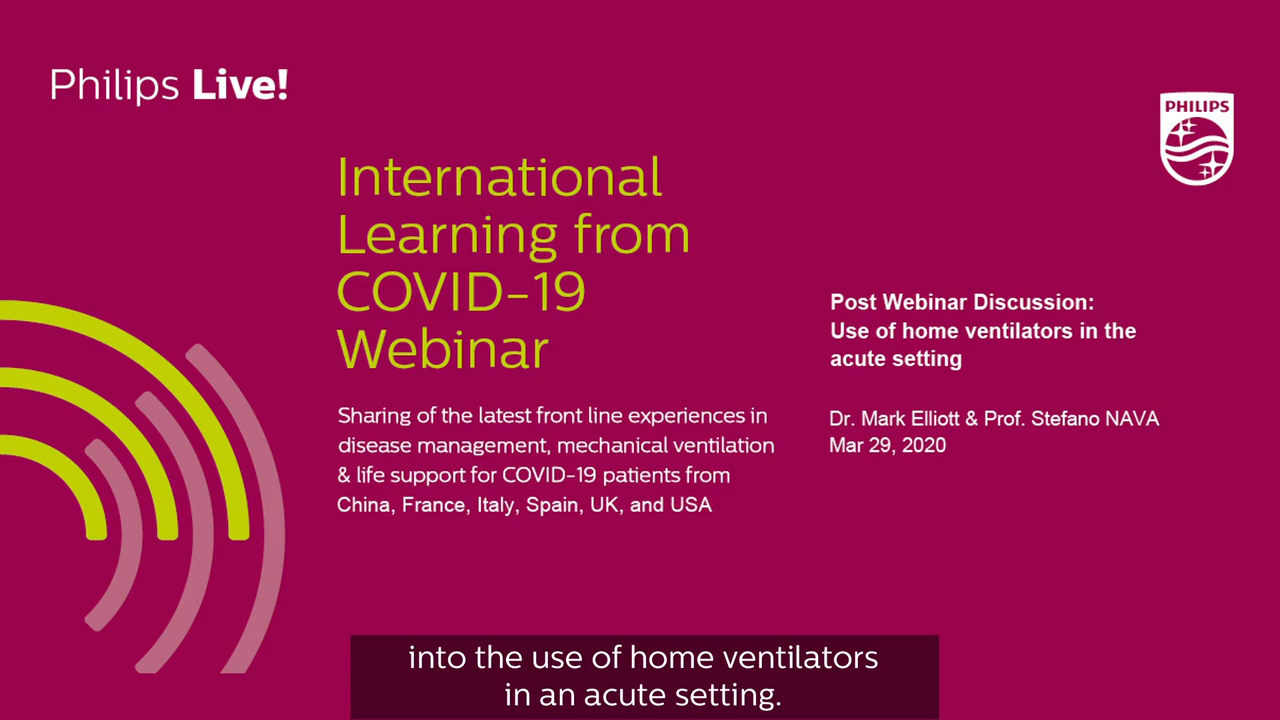 Philips Live!
PHILIPS
International
Learning from
COVID-19
Webinar
Sharing of the latest front line experiences in
disease management, mechanical ventilation
& life support for COVID-19 patients from
China, France, Italy, Spain, UK, and USA
Post Webinar Discussion:
Use of home ventilators in the
acute setting
Dr. Mark Elliott & Prof. Stefano NAVA
Mar 29, 2020
into the use of home ventilators
in an acute setting.